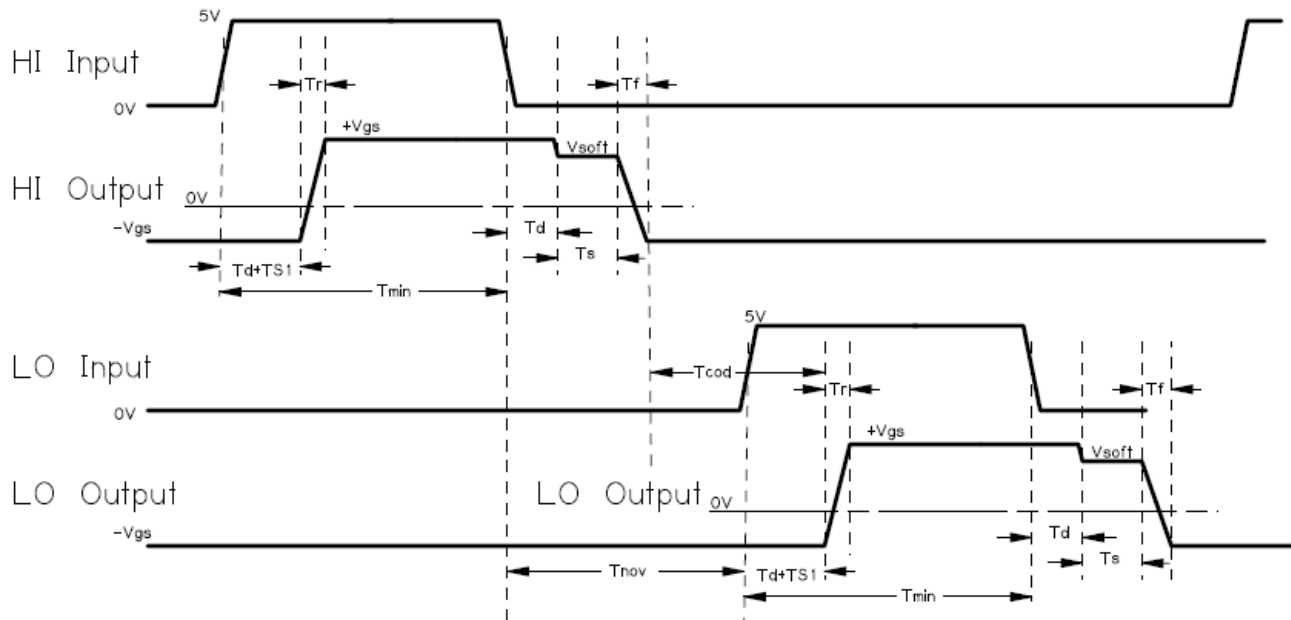 5V
HI Input
Tr
Tf
0V
+Vgs
Vsoft
HI Output
0V
-Vgs
Td
Ts
Td+TS1
Tmin
5V
LO Input
Tcod
Tr
Tf
0V
+Vgs
Vsoft
LO Output
LO Output
0V
-Vgs
Td
Ts
Tnov
Td+TS1
Tmin